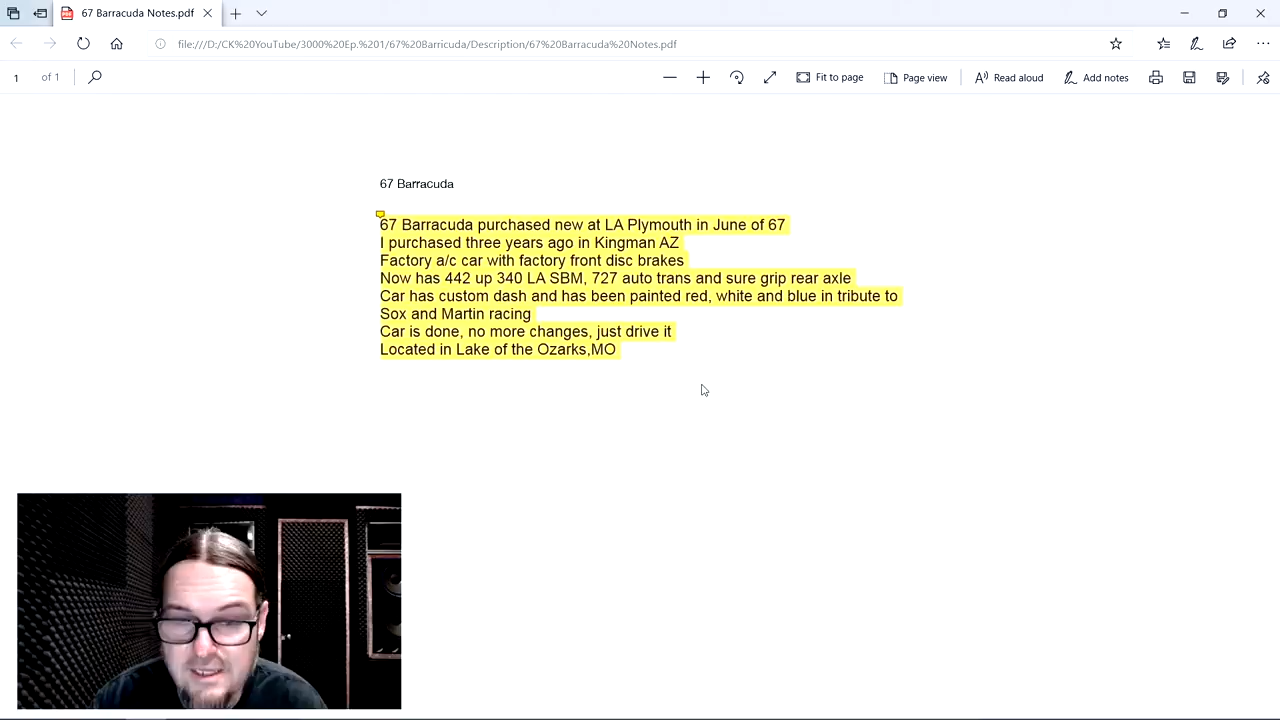 67 Barracuda Notes.pdf
file:///D:/CK%20YouTube/3000%20Ep.%201/67%20Barricuda/Description/67%20Barracuda%20Notes.pdf
1 of 1 Fit to page Page view Read aloud Add notes
67 Barracuda
67 Barracuda purchased new at LA Plymouth in June of 67
I purchased three years ago in Kingman AZ
Factory a/c car with factory front disc brakes
Now has 442 up 340 LA SBM, 727 auto trans and sure grip rear axle
Car has custom dash and has been painted red, white and blue in tribute to
Sox and Martin racing
Car is done, no more changes, just drive it
Located in Lake of the Ozarks,MO